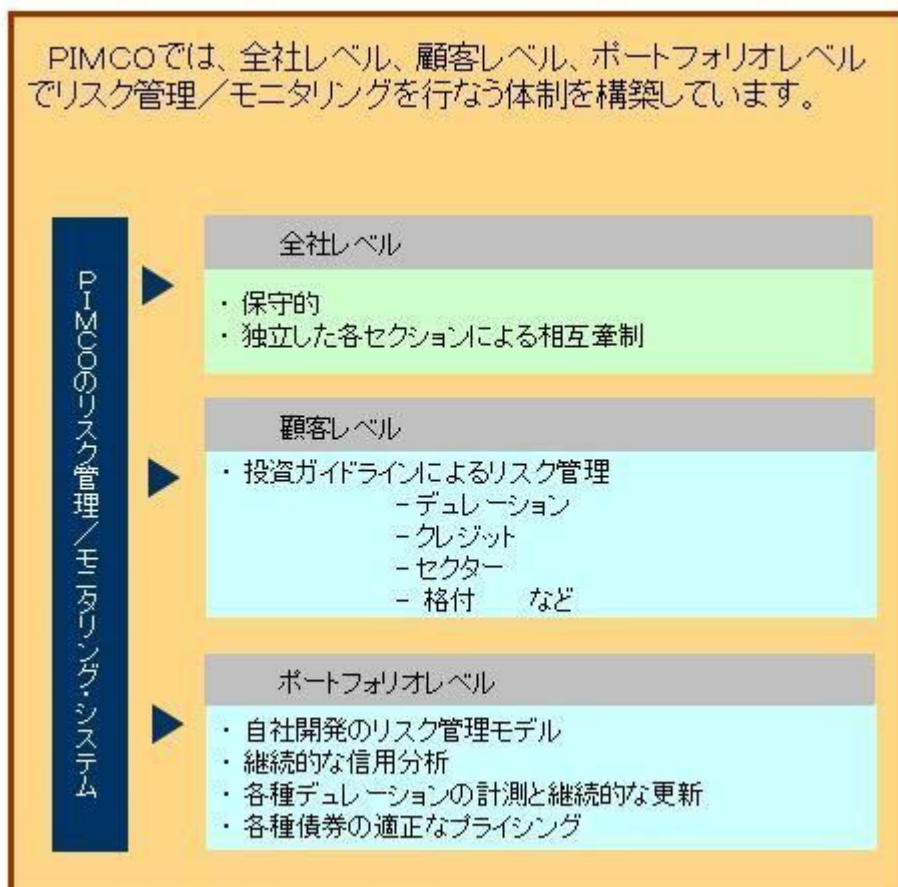 PIMCOでは、全社レベル、顧客レベル、ポートフォリオレベル
でリスク管理／モニタリングを行なう体制を構築しています。
PIMCOのリスク管理／モニタリング・システム
全社レベル
・ 保守的
・ 独立した各セクションによる相互牽制
顧客レベル
・ 投資ガイドラインによるリスク管理
－デュレーション
－クレジット
－セクター
－ 格付　　など
ポートフォリオレベル
・ 自社開発のリスク管理モデル
・ 継続的な信用分析
・ 各種デュレーションの計測と継続的な更新
・ 各種債券の適正なプライシング